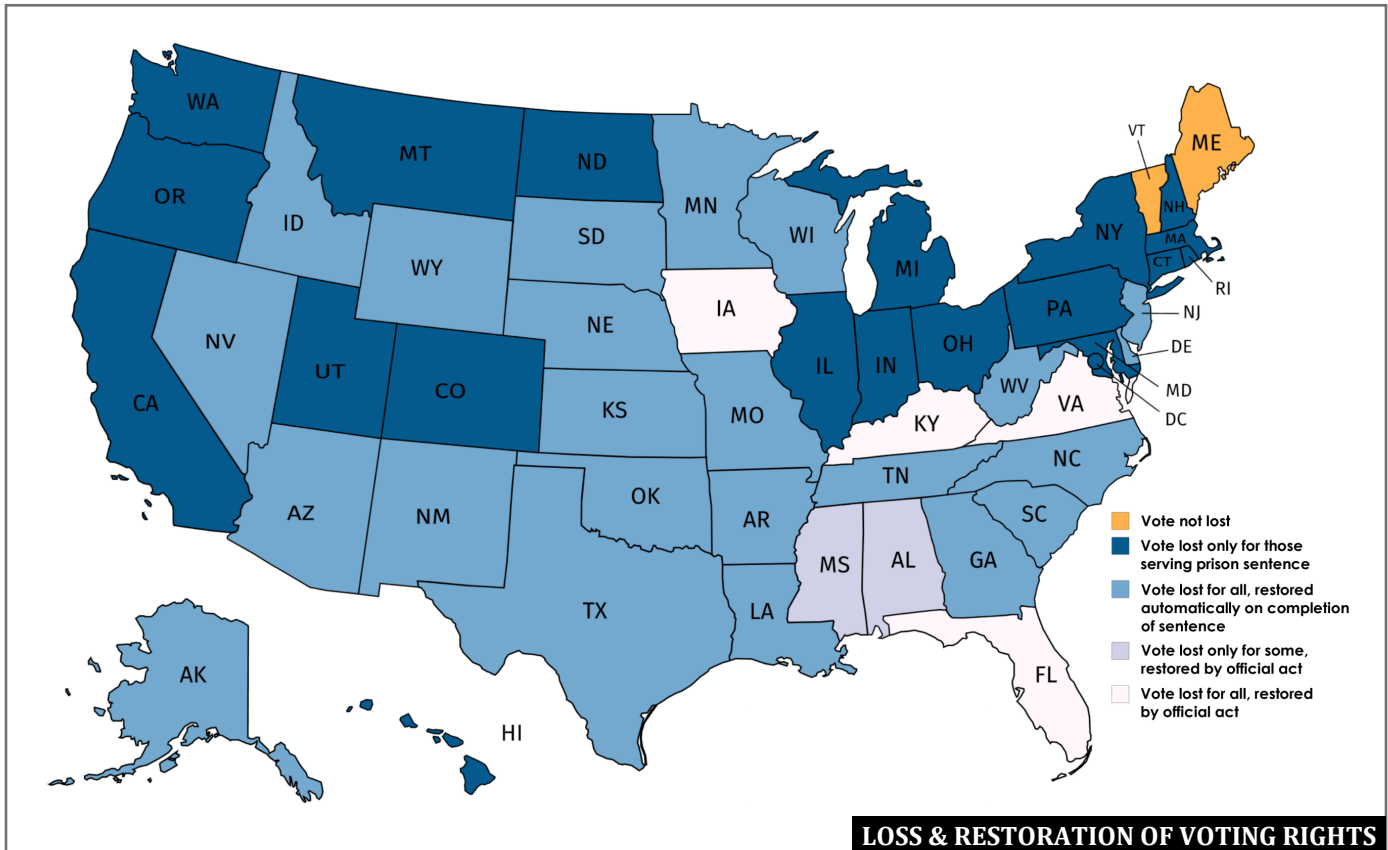 WA
MT
ND
OR
ID
MN
SD
WI
WY
MI
VT
ME
NH
NY
MA
CT
RI
NV
UT
CO
CA
NE
IA
IL
IN
OH
PA
NJ
DE
MD
DC
KS
MO
WV
KY
VA
AZ
NM
OK
AR
TN
NC
SC
MS
AL
GA
TX
LA
FL
AK
HI
Vote not lost
Vote lost only for those
serving prison sentence
Vote lost for all, restored
automatically on completion
of sentence
Vote lost only for some,
restored by official act
Vote lost for all, restored
by official act
LOSS & RESTORATION OF VOTING RIGHTS